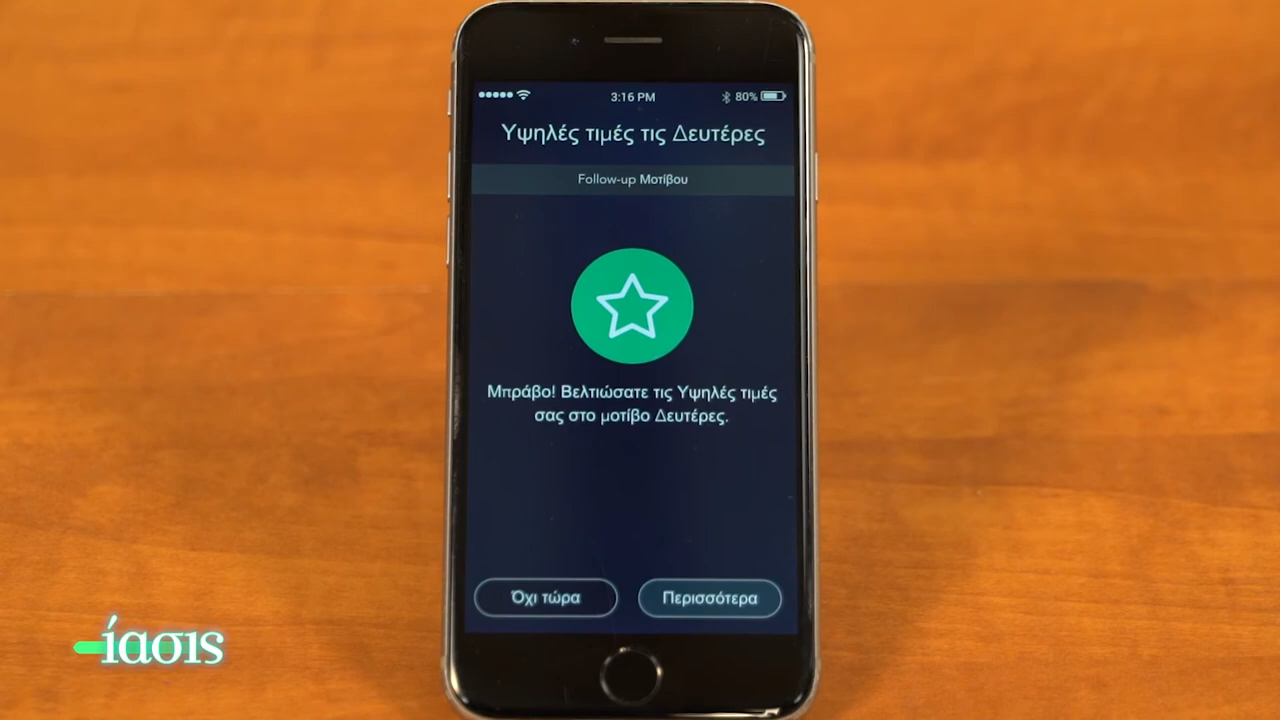 3:16 PM
80%
Υψηλές τιμές τις Δευτέρες
Follow-up Μοτίβου
Μπράβο! Βελτιώσατε τις Υψηλές τιμές
σας στο μοτίβο Δευτέρες.
Όχι τώρα
Περισσότερα
ίασις